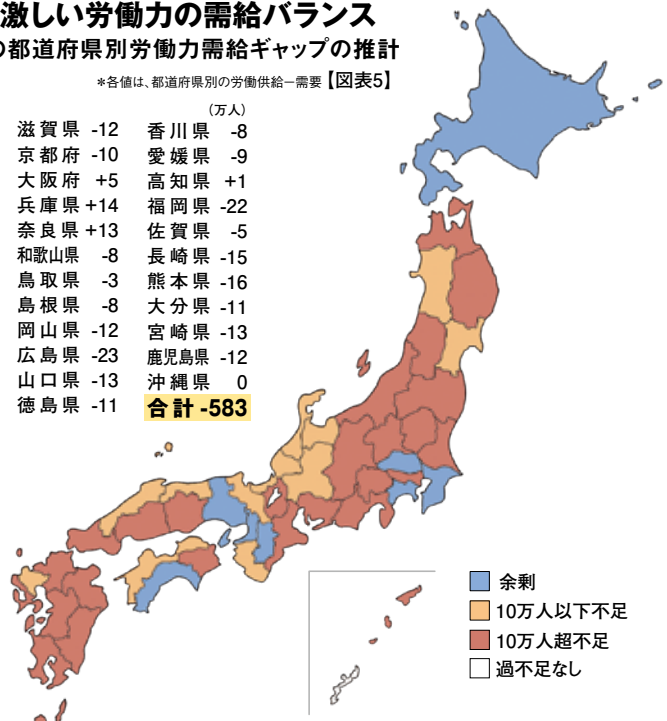 激しい労働力の需給バランス
の都道府県別労働力需給ギャップの推計
*各値は、都道府県別の労働供給ー需要【図表5】
(万人)
滋賀県 -12
京都府 -10
大阪府 +5
兵庫県 +14
奈良県 +13
和歌山県 -8
鳥取県 -3
島根県 -8
岡山県 -12
広島県 -23
山口県 -13
徳島県 -11
香川県 -8
愛媛県 -9
高知県 +1
福岡県 -22
佐賀県 -5
長崎県 -15
熊本県 -16
大分県 -11
宮崎県 -13
鹿児島県 -12
沖縄県 0
合計 -583
余剰
10万人以下不足
10万人超不足
過不足なし